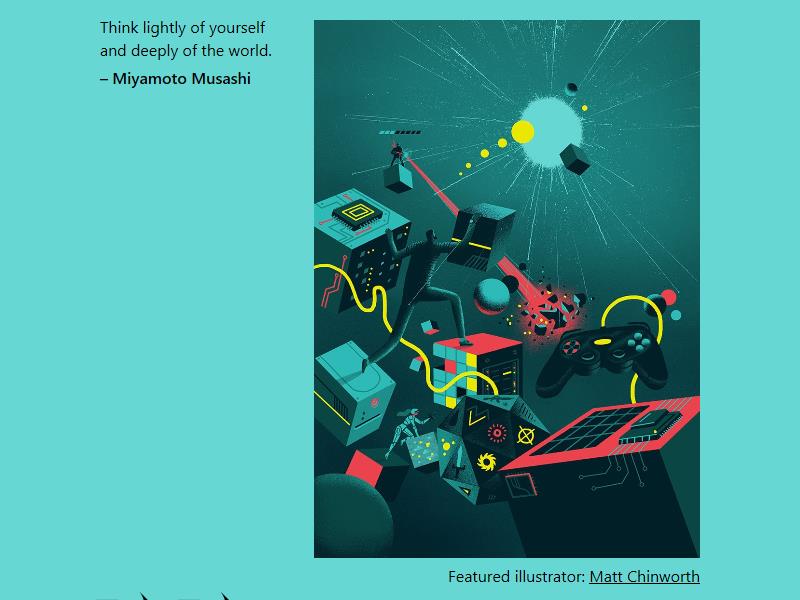 Think lightly of yourself
and deeply of the world.
– Miyamoto Musashi
Featured illustrator: Matt Chinworth